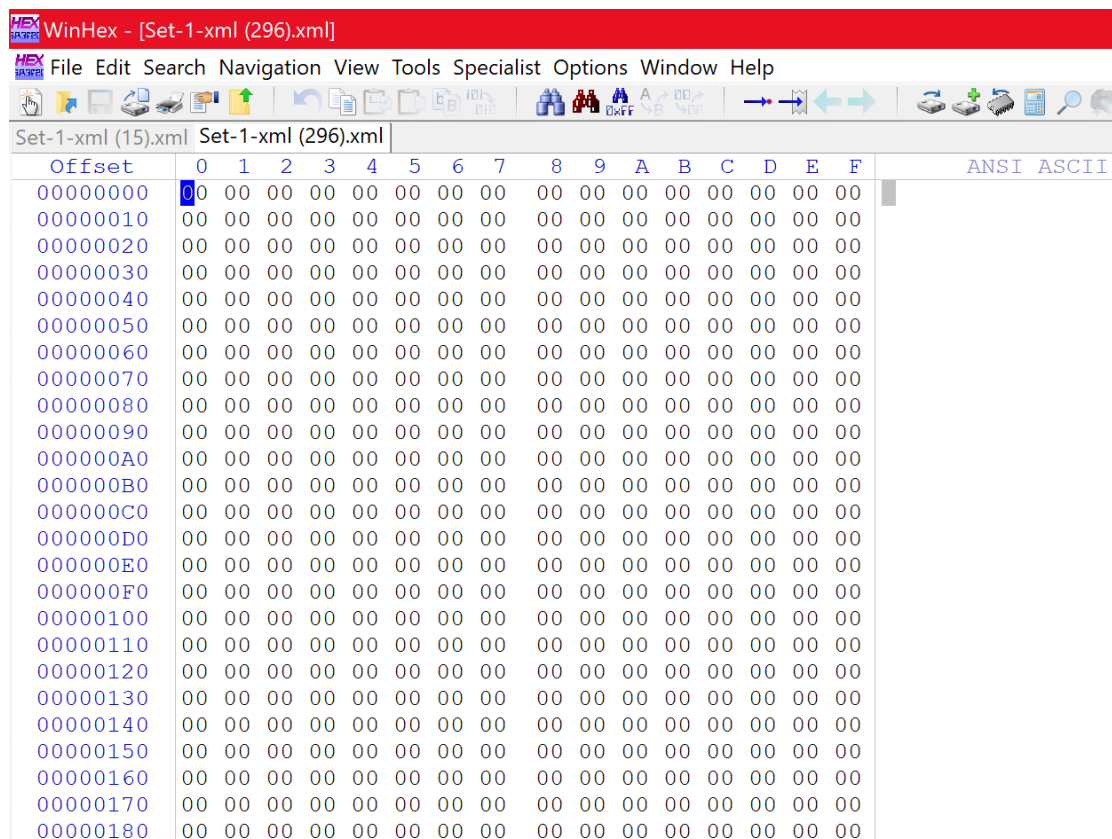 WinHex - [Set-1-xml (296).xml]
File Edit Search Navigation View Tools Specialist Options Window Help
Set-1-xml (15).xml Set-1-xml (296).xml
Offset 0 1 2 3 4 5 6 7 8 9 A B C D E F ANSI ASCII
00000000 00 00 00 00 00 00 00 00 00 00 00 00 00 00 00 00
00000010 00 00 00 00 00 00 00 00 00 00 00 00 00 00 00 00
00000020 00 00 00 00 00 00 00 00 00 00 00 00 00 00 00 00
00000030 00 00 00 00 00 00 00 00 00 00 00 00 00 00 00 00
00000040 00 00 00 00 00 00 00 00 00 00 00 00 00 00 00 00
00000050 00 00 00 00 00 00 00 00 00 00 00 00 00 00 00 00
00000060 00 00 00 00 00 00 00 00 00 00 00 00 00 00 00 00
00000070 00 00 00 00 00 00 00 00 00 00 00 00 00 00 00 00
00000080 00 00 00 00 00 00 00 00 00 00 00 00 00 00 00 00
00000090 00 00 00 00 00 00 00 00 00 00 00 00 00 00 00 00
000000A0 00 00 00 00 00 00 00 00 00 00 00 00 00 00 00 00
000000B0 00 00 00 00 00 00 00 00 00 00 00 00 00 00 00 00
000000C0 00 00 00 00 00 00 00 00 00 00 00 00 00 00 00 00
000000D0 00 00 00 00 00 00 00 00 00 00 00 00 00 00 00 00
000000E0 00 00 00 00 00 00 00 00 00 00 00 00 00 00 00 00
000000F0 00 00 00 00 00 00 00 00 00 00 00 00 00 00 00 00
00000100 00 00 00 00 00 00 00 00 00 00 00 00 00 00 00 00
00000110 00 00 00 00 00 00 00 00 00 00 00 00 00 00 00 00
00000120 00 00 00 00 00 00 00 00 00 00 00 00 00 00 00 00
00000130 00 00 00 00 00 00 00 00 00 00 00 00 00 00 00 00
00000140 00 00 00 00 00 00 00 00 00 00 00 00 00 00 00 00
00000150 00 00 00 00 00 00 00 00 00 00 00 00 00 00 00 00
00000160 00 00 00 00 00 00 00 00 00 00 00 00 00 00 00 00
00000170 00 00 00 00 00 00 00 00 00 00 00 00 00 00 00 00
00000180 00 00 00 00 00 00 00 00 00 00 00 00 00 00 00 00